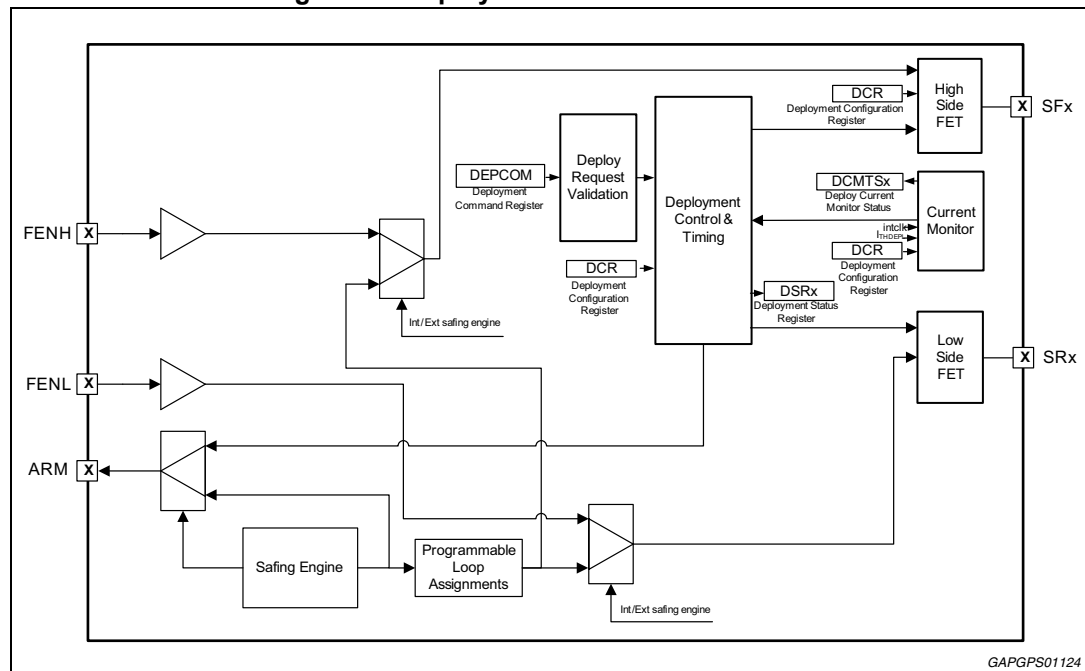 DCR
Deployment Configuration
Register
High
Side
FET
X
SFx
DEPCOM
Deployment
Command Register
Deploy
Request
Validation
Deployment
Control &
Timing
DCMTSx
Deploy Current
Monitor Status
Current
Monitor
intclk
ITHDEPL
DCR
Deployment
Configuration
Register
FENH
X
DCR
Deployment
Configuration
Register
DSRx
Deployment Status
Register
Int/Ext safing engine
Low
Side
FET
X
SRx
FENL
X
ARM
X
Safing Engine
Programmable
Loop
Assignments
Int/Ext safing engine
GAPGPS01124